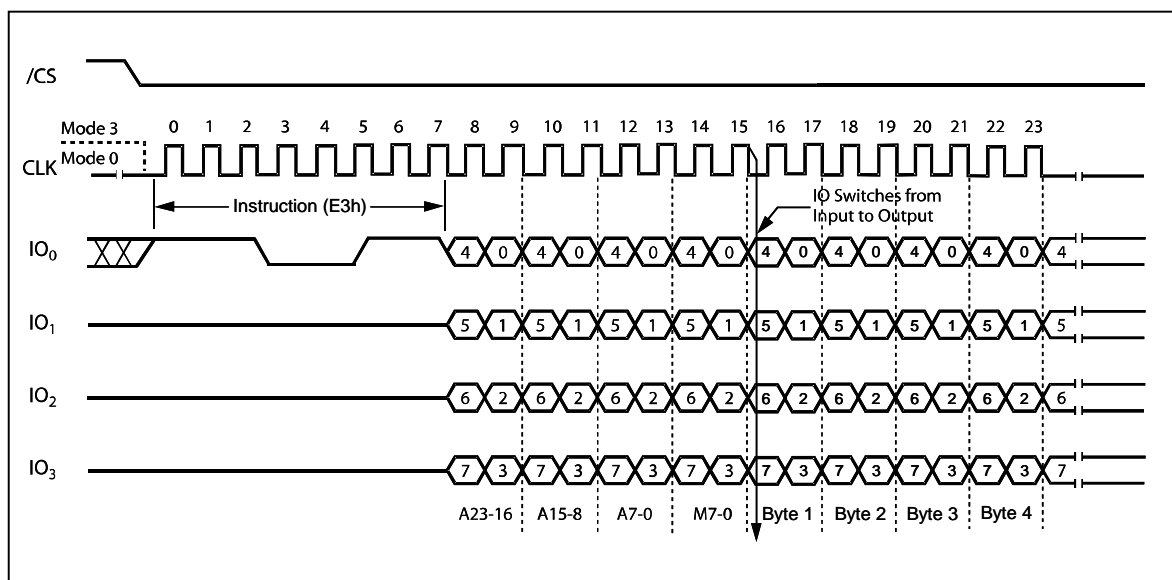 /CS
Mode 3
0 1 2 3 4 5 6 7 8 9 10 11 12 13 14 15 16 17 18 19 20 21 22 23
CLK
Mode 0
Instruction (E3h)
IO Switches from
Input to Output
IO0
4 0 4 0 4 0 4 0 4 0 4 0 4 0 4 0 4
IO1
5 1 5 1 5 1 5 1 5 1 5 1 5 1 5 1 5
IO2
6 2 6 2 6 2 6 2 6 2 6 2 6 2 6 2 6
IO3
7 3 7 3 7 3 7 3 7 3 7 3 7 3 7 3 7
A23-16 A15-8 A7-0 M7-0 Byte 1 Byte 2 Byte 3 Byte 4